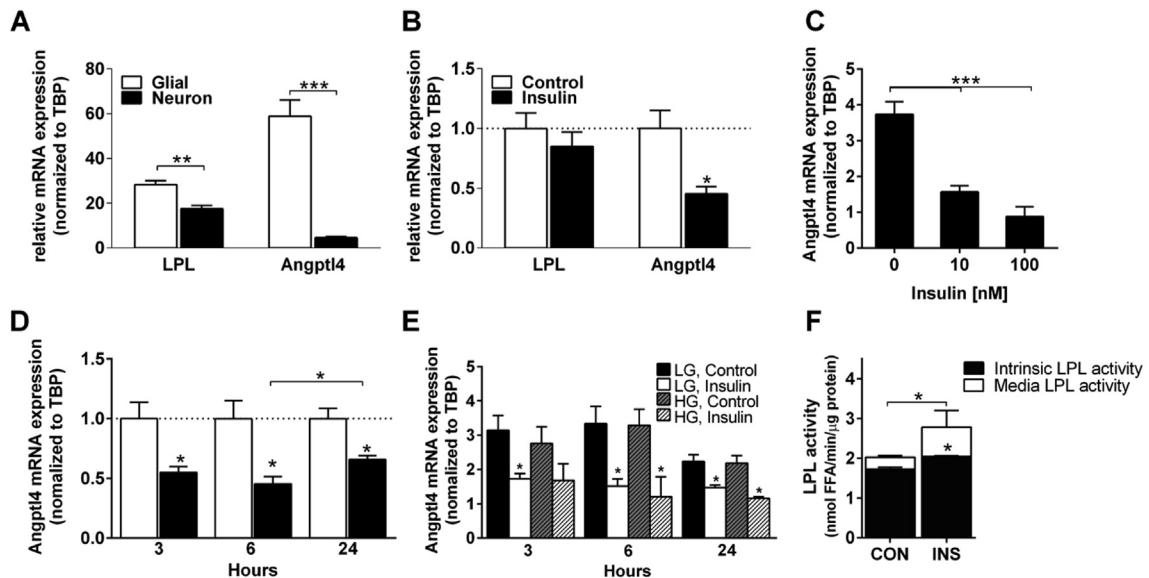 A
relative mRNA expression
(normaized to TBP)
80
60
40
20
0
Glial
Neuron
**
***
LPL
Angptl4
B
relative mRNA expression
(normalized to TBP)
1.5
1.0
0.5
0.0
Control
Insulin
*
LPL
Angptl4
C
Angptl4 mRNA expression
(normalized to TBP)
5
4
3
2
1
0
***
0
10
100
Insulin [nM]
D
Angptl4 mRNA expression
(nomalized to TBP)
1.5
1.0
0.5
0.0
*
*
*
*
3
6
24
Hours
E
Angptl4 mRNA expression
(nomalized to TBP)
5
4
3
2
1
0
LG, Control
LG, Insulin
HG, Control
HG, Insulin
*
*
*
*
*
3
6
24
Hours
F
LPL activity
(nmol FFA/min/µg protein)
4
3
2
1
0
Intrinsic LPL activity
Media LPL activity
*
*
CON
INS